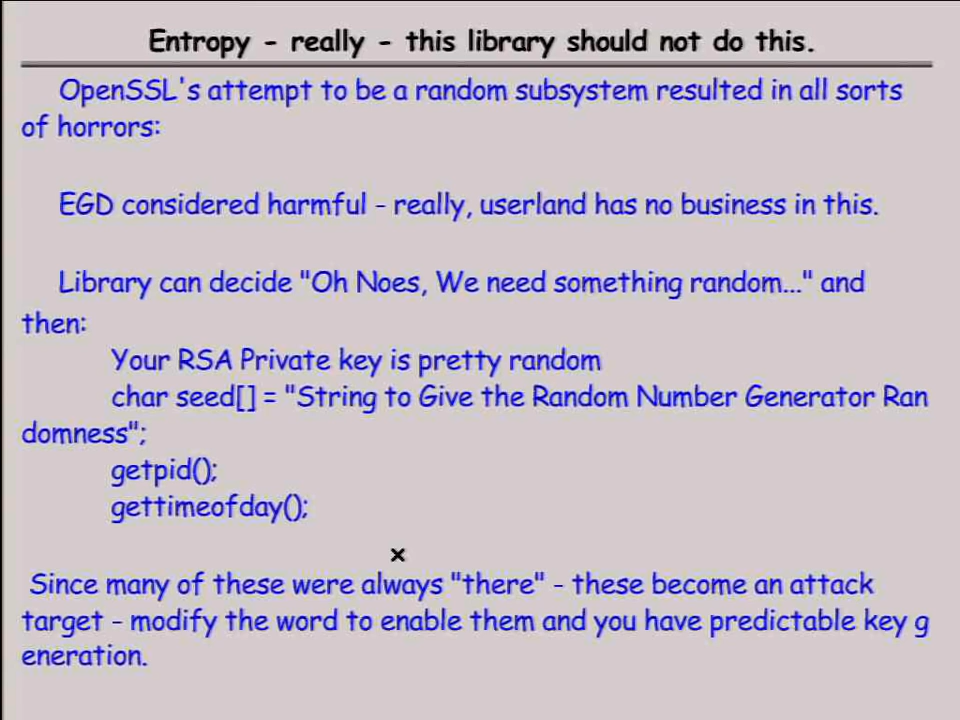 Entropy - really - this library should not do this.
OpenSSL's attempt to be a random subsystem resulted in all sorts
of horrors:
EGD considered harmful - really, userland has no business in this.
Library can decide "Oh Noes, We need something random..." and
then:
Your RSA Private key is pretty random
char seed[] = "String to Give the Random Number Generator Ran
domness";
getpid();
gettimeofday();
Since many of these were always "there" - these become an attack
target - modify the word to enable them and you have predictable key g
eneration.